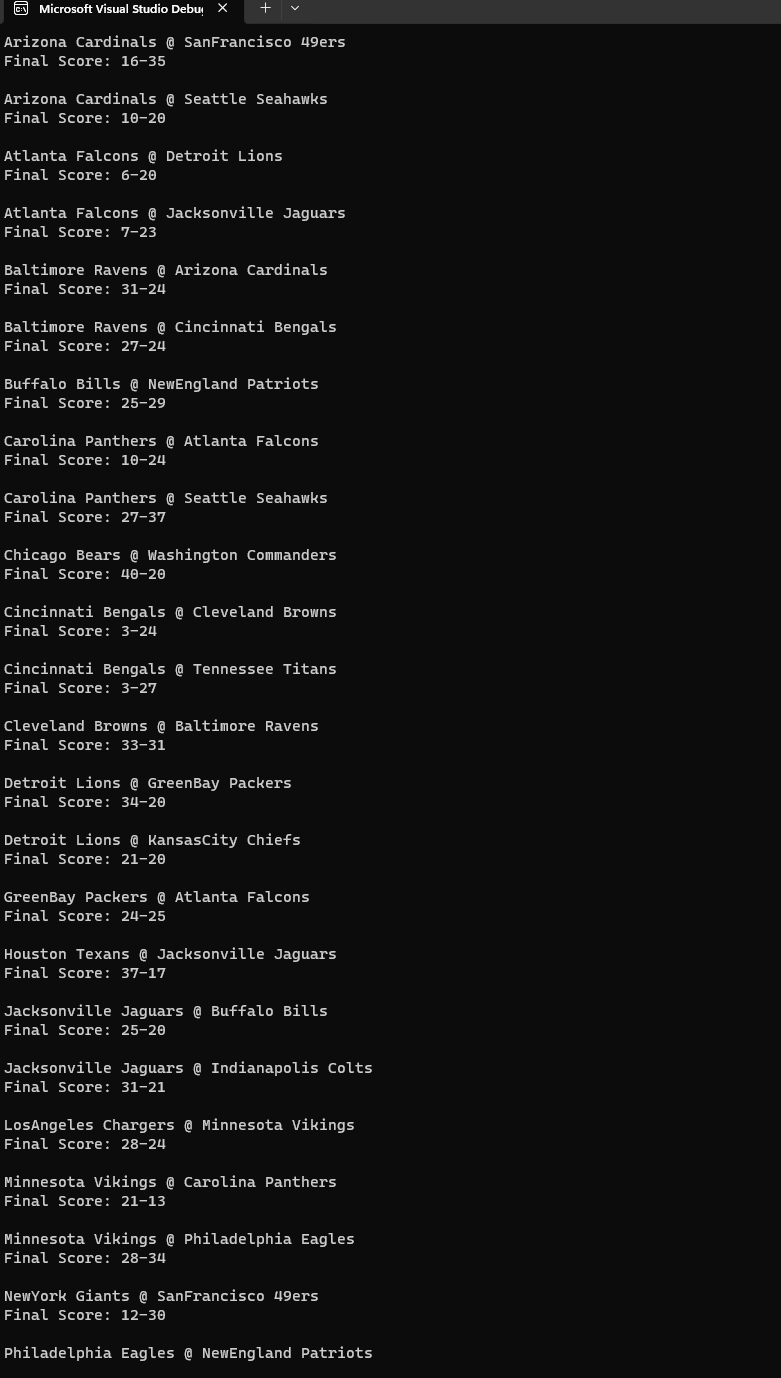 Microsoft Visual Studio Debug
Arizona Cardinals @ SanFrancisco 49ers
Final Score: 16-35
Arizona Cardinals @ Seattle Seahawks
Final Score: 10-20
Atlanta Falcons @ Detroit Lions
Final Score: 6-20
Atlanta Falcons @ Jacksonville Jaguars
Final Score: 7-23
Baltimore Ravens @ Arizona Cardinals
Final Score: 31-24
Baltimore Ravens @ Cincinnati Bengals
Final Score: 27-24
Buffalo Bills @ NewEngland Patriots
Final Score: 25-29
Carolina Panthers @ Atlanta Falcons
Final Score: 10-24
Carolina Panthers @ Seattle Seahawks
Final Score: 27-37
Chicago Bears @ Washington Commanders
Final Score: 40-20
Cincinnati Bengals @ Cleveland Browns
Final Score: 3-24
Cincinnati Bengals @ Tennessee Titans
Final Score: 3-27
Cleveland Browns @ Baltimore Ravens
Final Score: 33-31
Detroit Lions @ GreenBay Packers
Final Score: 34-20
Detroit Lions @ KansasCity Chiefs
Final Score: 21-20
GreenBay Packers @ Atlanta Falcons
Final Score: 24-25
Houston Texans @ Jacksonville Jaguars
Final Score: 37-17
Jacksonville Jaguars @ Buffalo Bills
Final Score: 25-20
Jacksonville Jaguars @ Indianapolis Colts
Final Score: 31-21
LosAngeles Chargers @ Minnesota Vikings
Final Score: 28-24
Minnesota Vikings @ Carolina Panthers
Final Score: 21-13
Minnesota Vikings @ Philadelphia Eagles
Final Score: 28-34
NewYork Giants @ SanFrancisco 49ers
Final Score: 12-30
Philadelphia Eagles @ NewEngland Patriots